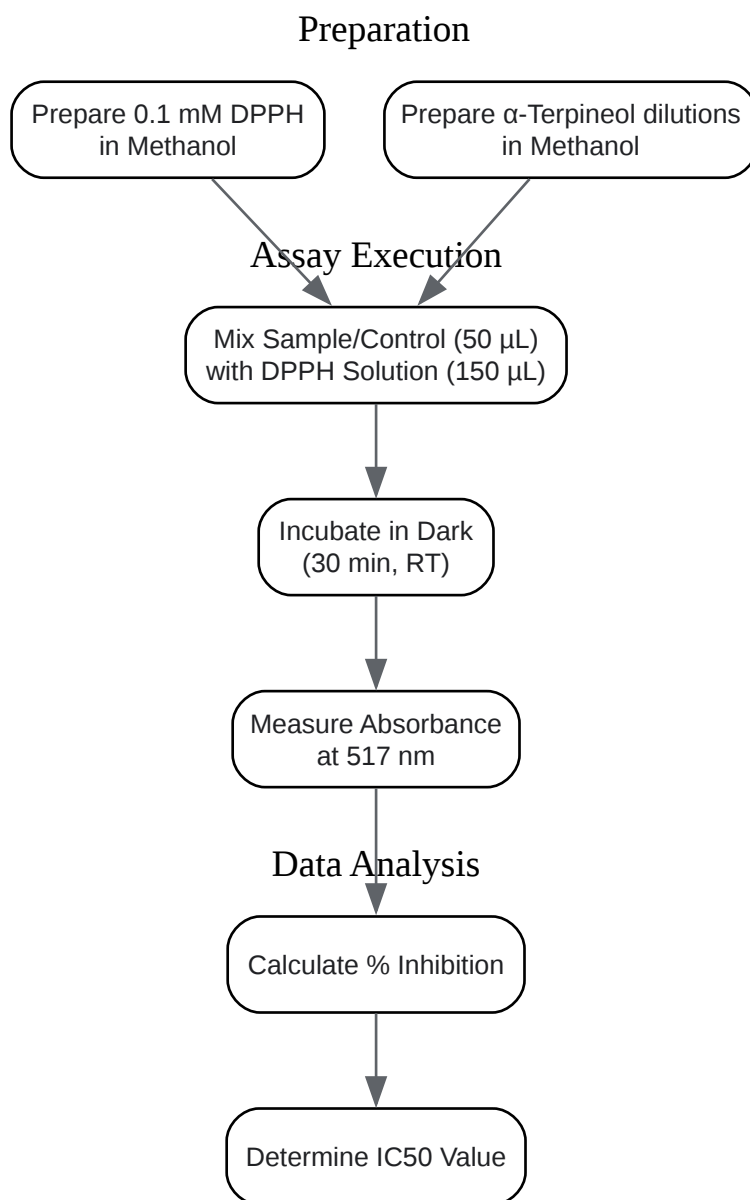 Preparation
Prepare 0.1 mM DPPH
in Methanol
Prepare α-Terpineol dilutions
in Methanol
Assay Execution
Mix Sample/Control (50 µL)
with DPPH Solution (150 µL)
Incubate in Dark
(30 min, RT)
Measure Absorbance
at 517 nm
Data Analysis
Calculate % Inhibition
Determine IC50 Value